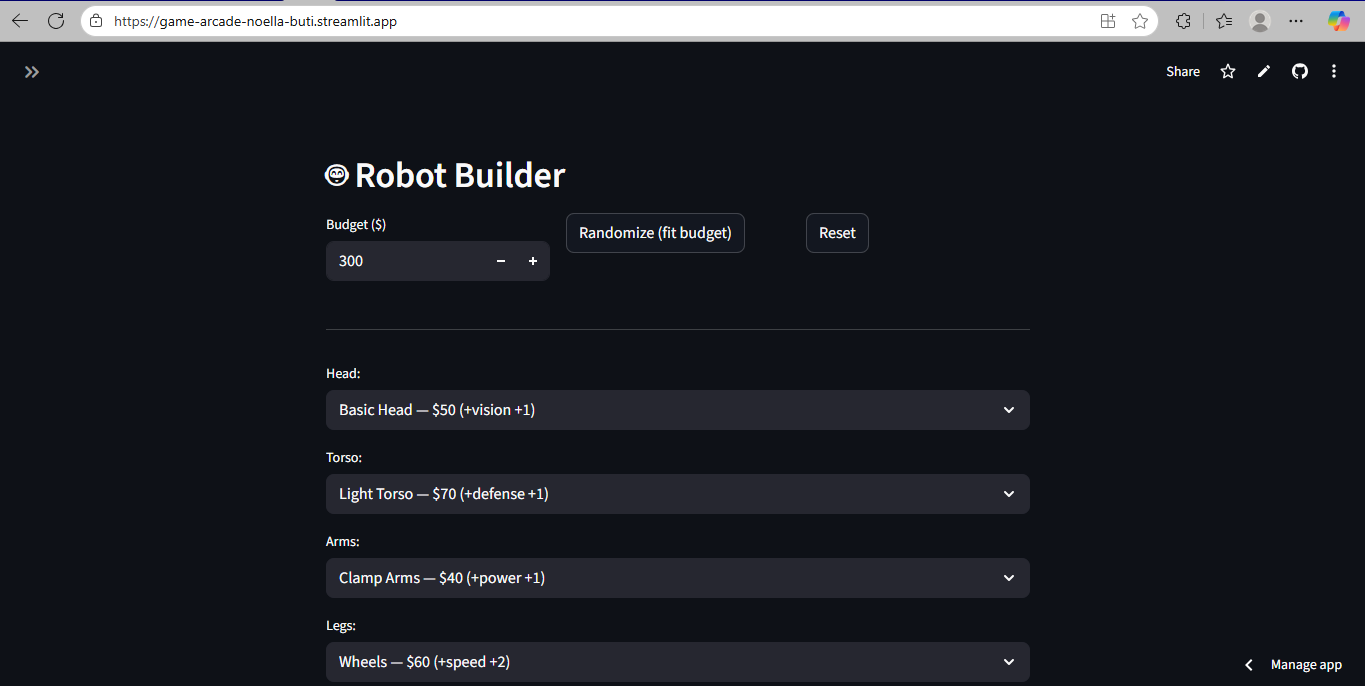 https://game-arcade-noella-buti.streamlit.app
Share
Robot Builder
Budget ($)
Randomize (fit budget)
Reset
300
Head:
Basic Head — $50 (+vision +1)
Torso:
Light Torso — $70 (+defense +1)
Arms:
Clamp Arms — $40 (+power +1)
Legs:
Wheels — $60 (+speed +2)
Manage app